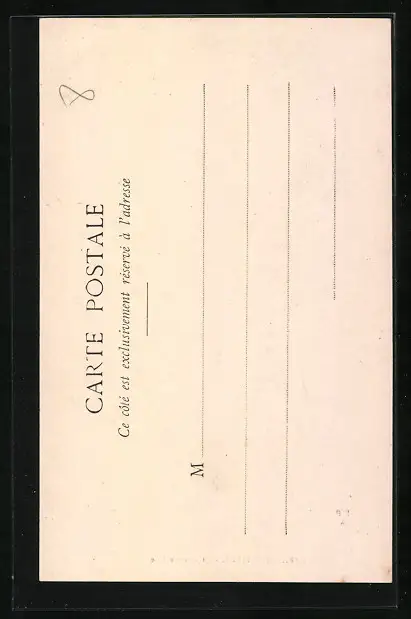 8
CARTE POSTALE
Ce côté est exclusivement réservé à l'adresse
M